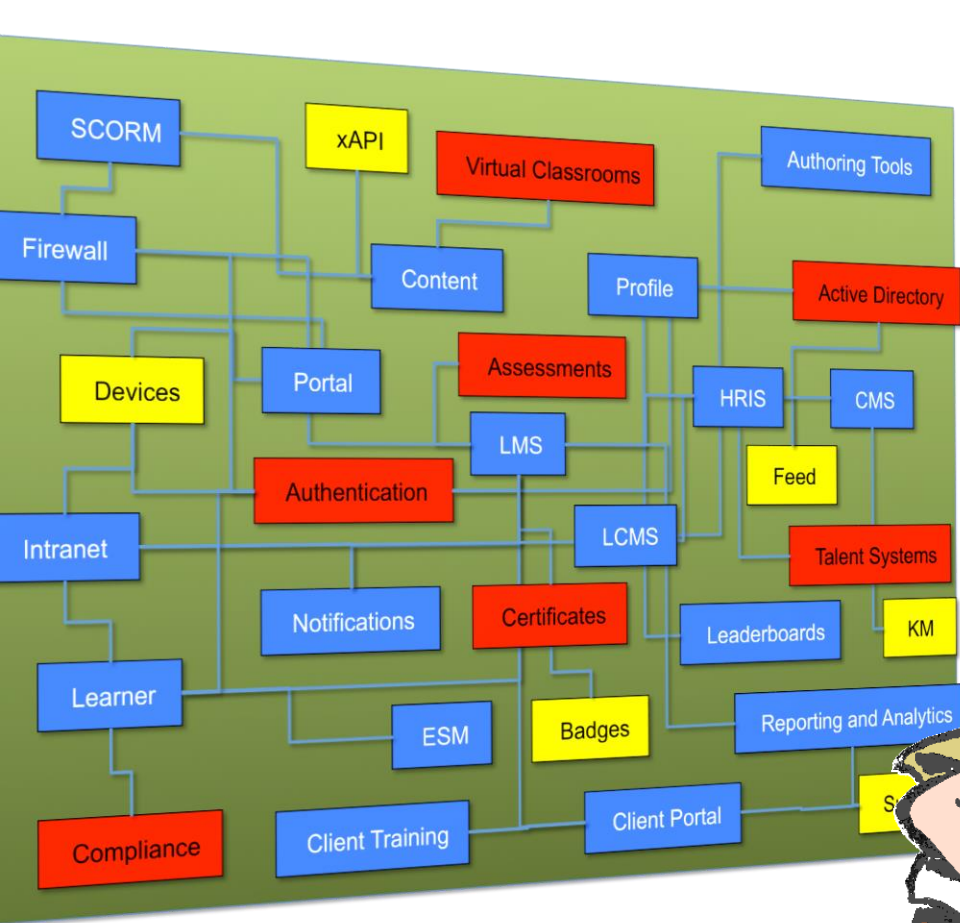 SCORM
xAPI
Virtual Classrooms
Authoring Tools
Firewall
Content
Profile
Active Directory
Devices
Portal
Assessments
HRIS
CMS
LMS
Feed
Authentication
Intranet
LCMS
Talent Systems
Notifications
Certificates
Leaderboards
KM
Learner
ESM
Badges
Reporting and Analytics
Compliance
Client Training
Client Portal